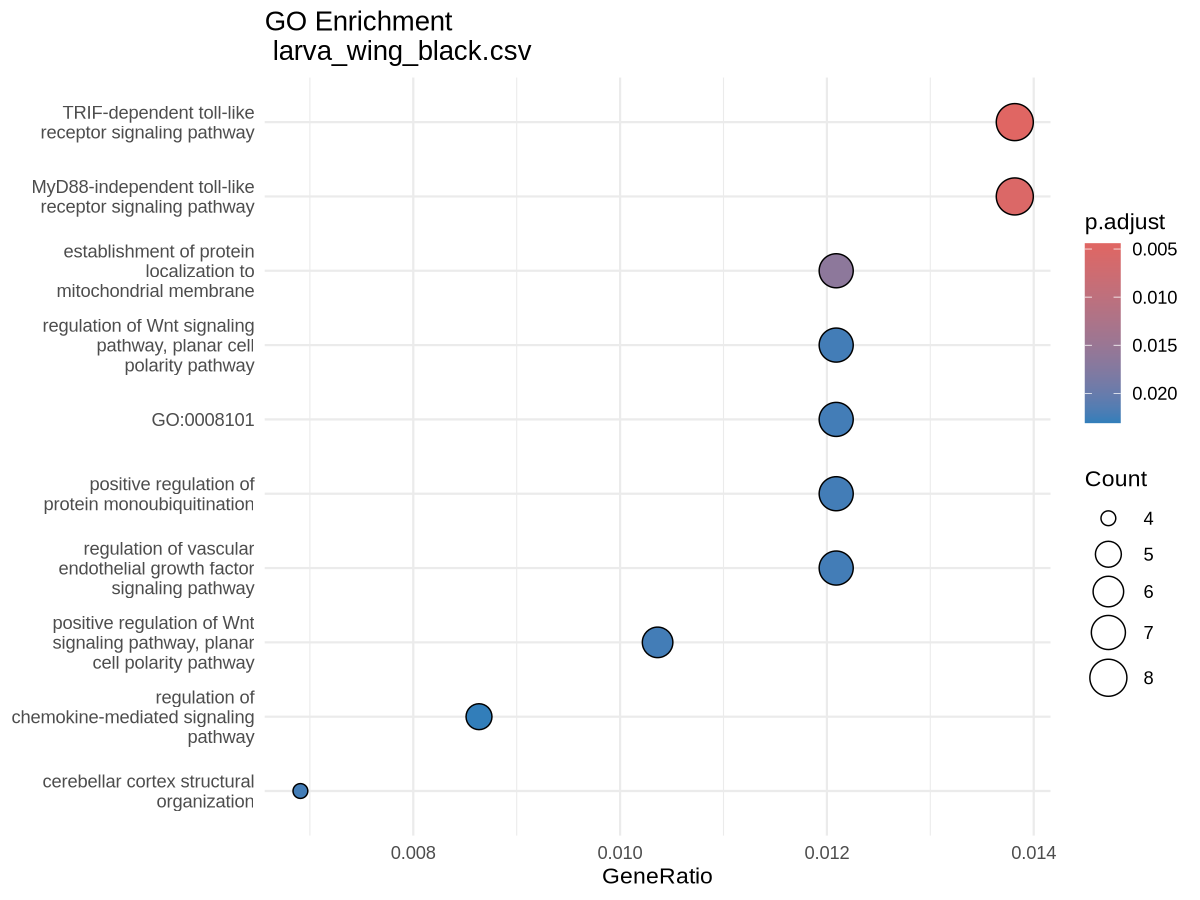 GO Enrichment
larva_wing_black.csv
TRIF-dependent toll-like
receptor signaling pathway
MyD88-independent toll-like
receptor signaling pathway
establishment of protein
localization to
mitochondrial membrane
regulation of Wnt signaling
pathway, planar cell
polarity pathway
GO:0008101
positive regulation of
protein monoubiquitination
regulation of vascular
endothelial growth factor
signaling pathway
positive regulation of Wnt
signaling pathway, planar
cell polarity pathway
regulation of
chemokine-mediated signaling
pathway
cerebellar cortex structural
organization
0.008
0.010
0.012
0.014
GeneRatio
p.adjust
0.005
0.010
0.015
0.020
Count
4
5
6
7
8